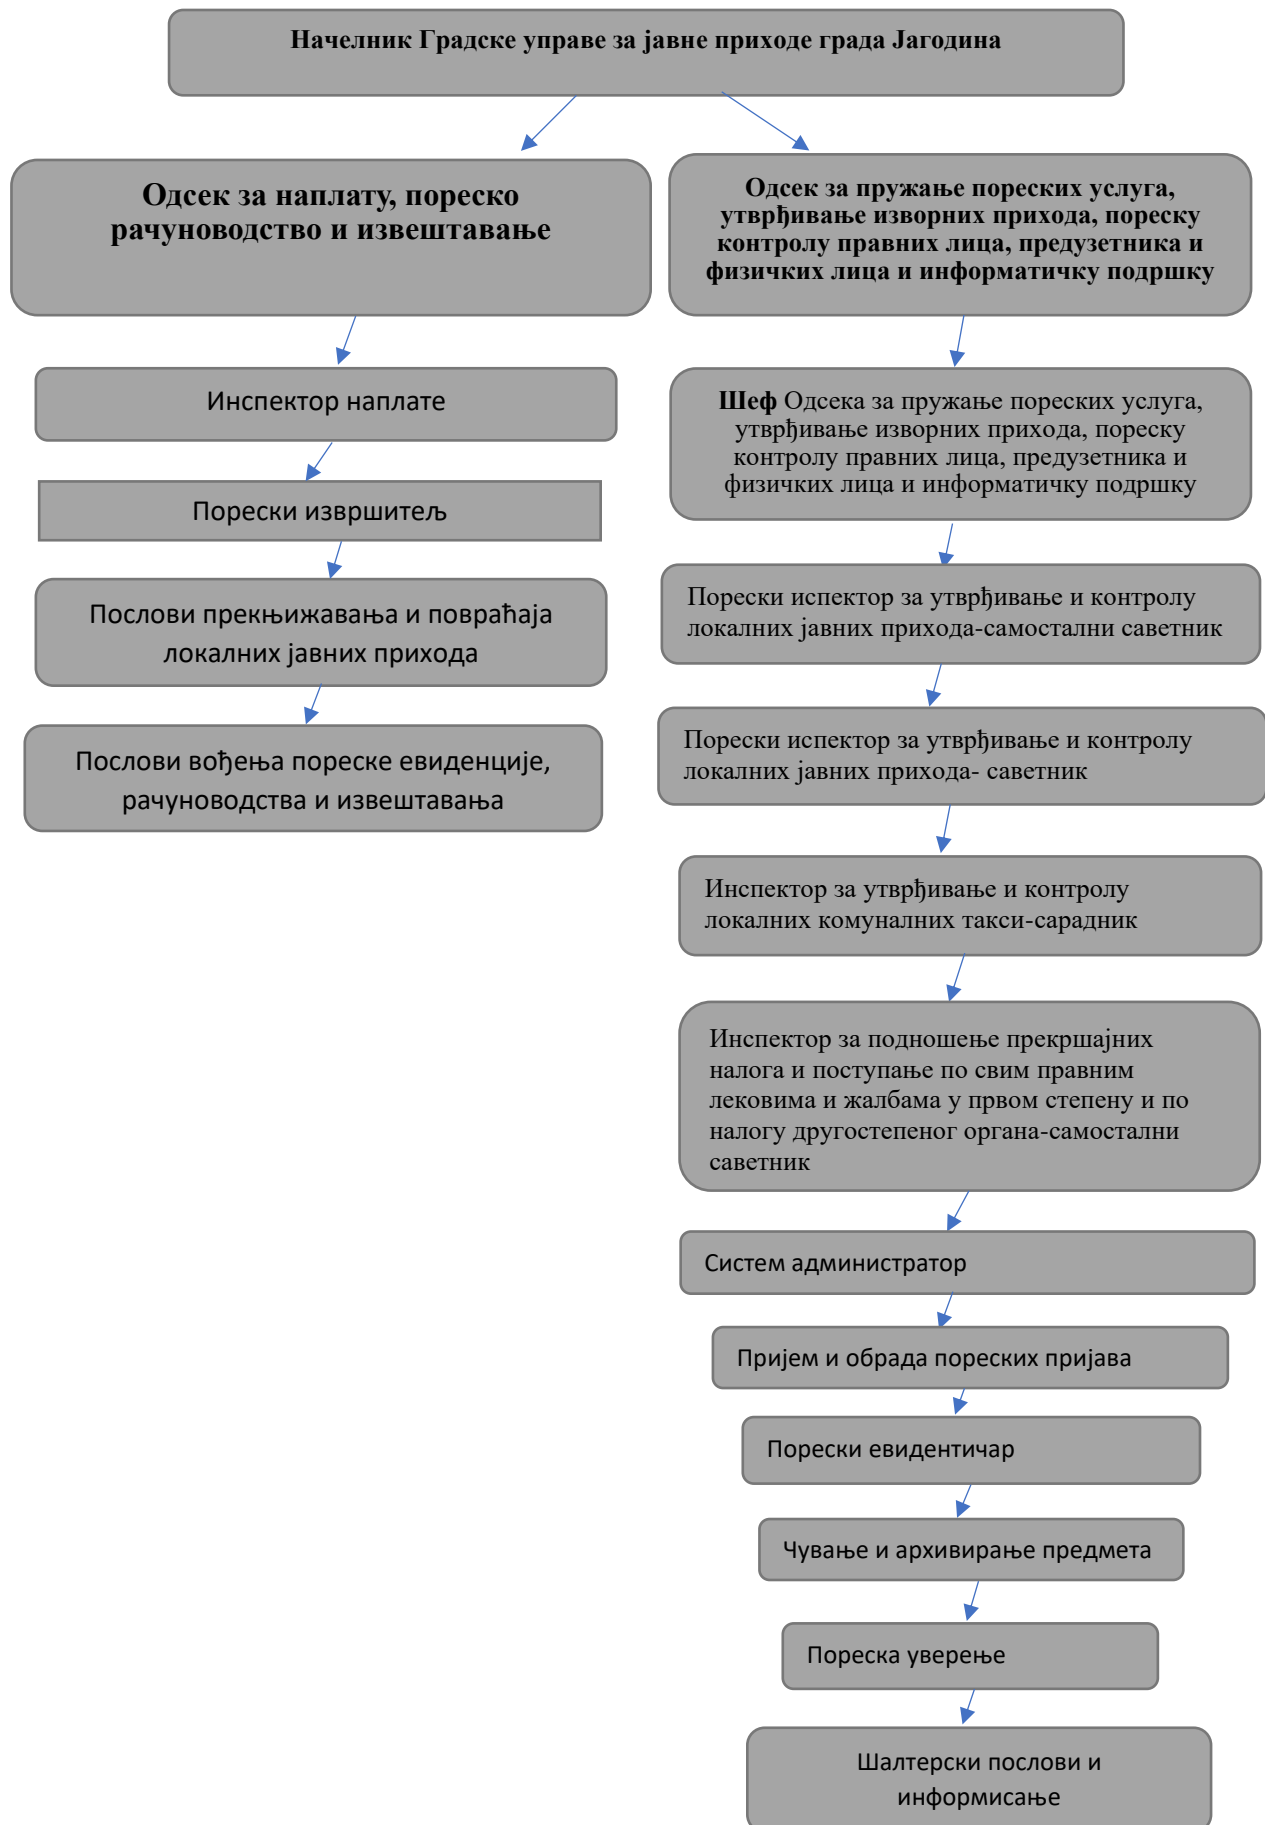 Начелник Градске управе за јавне приходе града Јагодина
Одсек за наплату, пореско
рачуноводство и извештавање
Инспектор наплате
Порески извршитељ
Послови прекњижавања и повраћаја
локалних јавних прихода
Послови вођења пореске евиденције,
рачуноводства и извештавања
Одсек за пружање пореских услуга,
утврђивање изворних прихода, пореску
контролу правних лица, предузетника и
физичких лица и информатичку подршку
Шеф Одсека за пружање пореских услуга,
утврђивање изворних прихода, пореску
контролу правних лица, предузетника и
физичких лица и информатичку подршку
Порески испектор за утврђивање и контролу
локалних јавних прихода-самостални саветник
Порески испектор за утврђивање и контролу
локалних јавних прихода- саветник
Инспектор за утврђивање и контролу
локалних комуналних такси-сарадник
Инспектор за подношење прекршајних
налога и поступање по свим правним
лековима и жалбама у првом степену и по
налогу другостепеног органа-самостални
саветник
Систем администратор
Пријем и обрада пореских пријава
Порески евидентичар
Чување и архивирање предмета
Пореска уверење
Шалтерски послови и
информисање